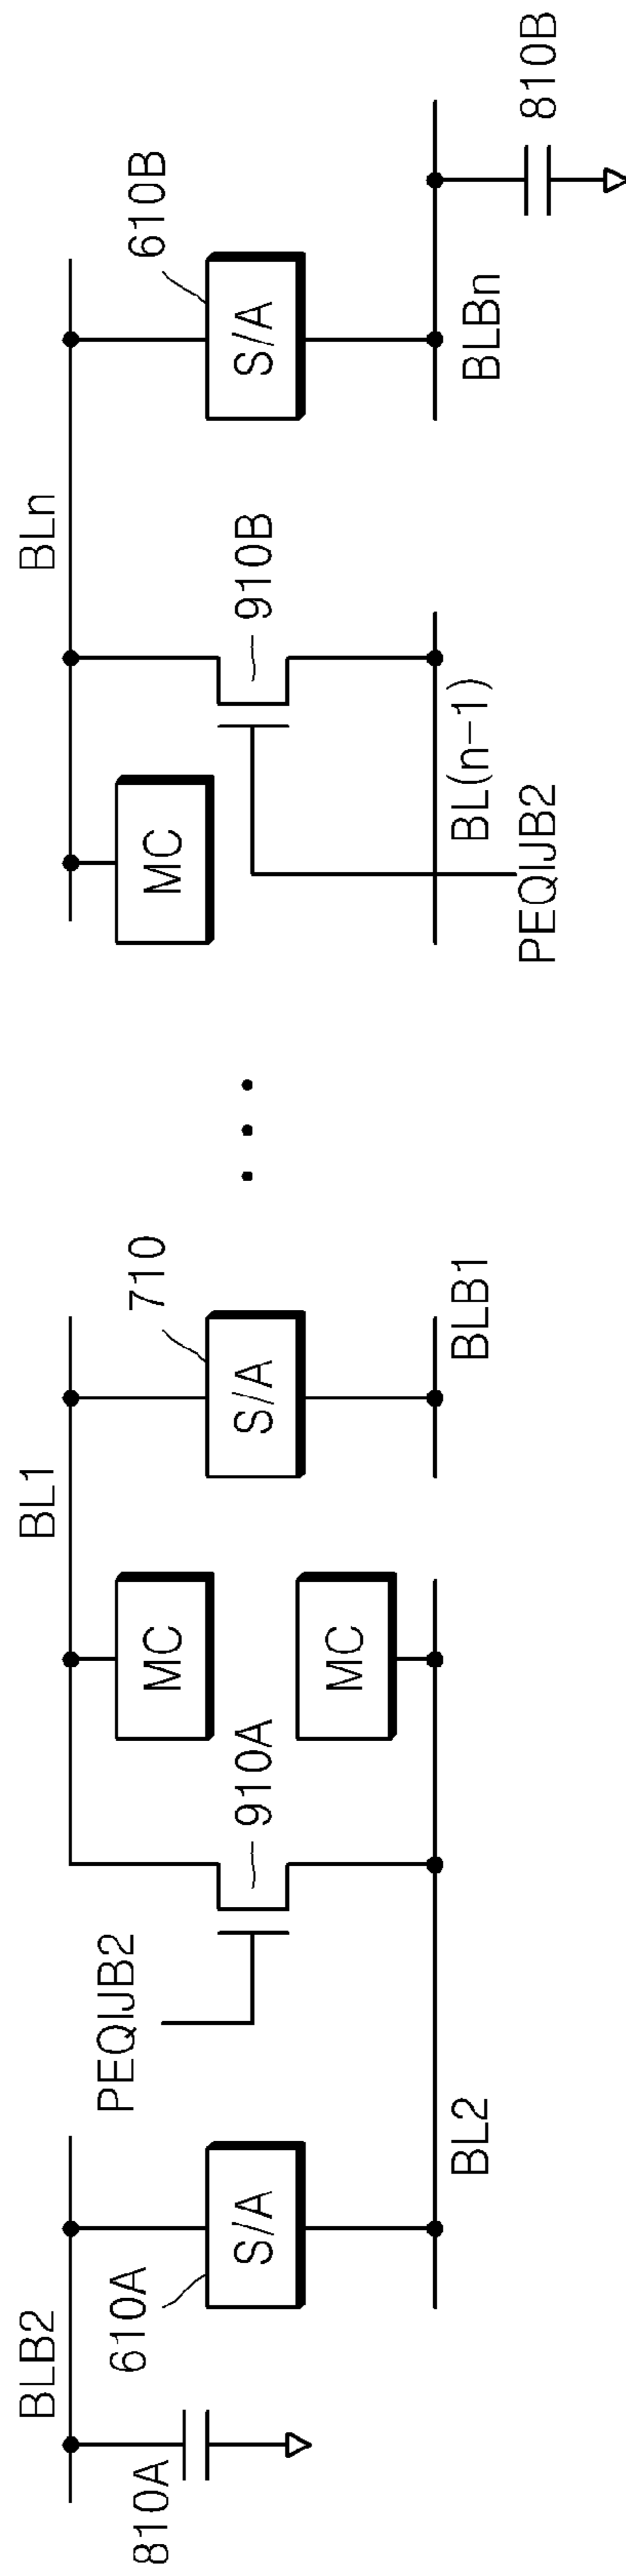 BLB2
810A
610A
S/A
BL2
PEQIJB2
910A
MC
MC
BL1
710
S/A
BLB1
MC
BLn
910B
BL(n-1)
PEQIJB2
610B
S/A
BLBn
810B